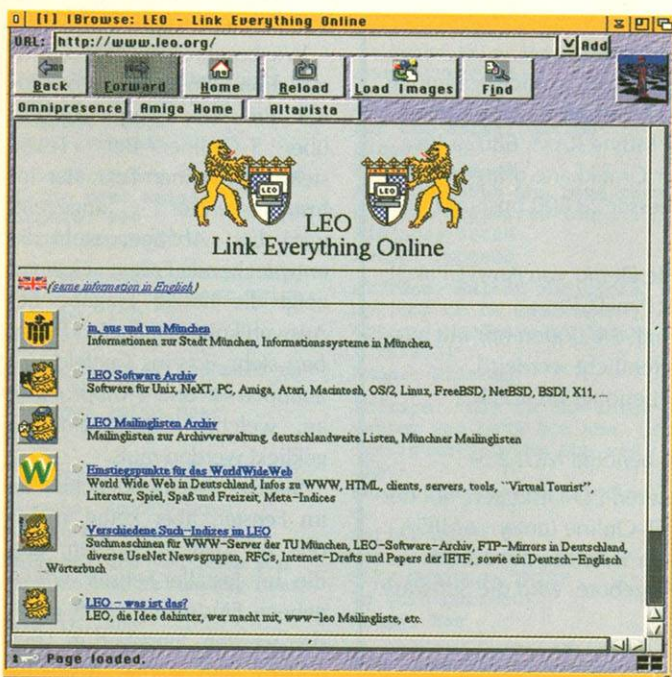 [1] IBrowse: LEO - Link Everything Online
URL: http://www.leo.org/ Add
Back Forward Home Reload Load Images Find
Omnipresence Amiga Home Altavista
LEO LEO
LEO
Link Everything Online
(same information in English)
in, aus und um München
Informationen zur Stadt München, Informationssysteme in München,
LEO Software Archiv
Software für Unix, NeXT, PC, Amiga, Atari, Macintosh, OS/2, Linux, FreeBSD, NetBSD, BSDI, X11, ...
LEO Mailinglisten Archiv
Mailinglisten zur Archivverwaltung, deutschlandweite Listen, Münchner Mailinglisten
W
Einstiegspunkte für das WorldWideWeb
World Wide Web in Deutschland, Infos zu WWW, HTML, clients, servers, tools, ``Virtual Tourist'',
Literatur, Spiel, Spaß und Freizeit, Meta-Indices
Verschiedene Such-Indizes im LEO
Suchmaschinen für WWW-Server der TU München, LEO-Software-Archiv, FTP-Mirrors in Deutschland,
diverse UseNet Newsgruppen, RFCs, Internet-Drafts und Papers der IETF, sowie ein Deutsch-Englisch
Wörterbuch
LEO - was ist das?
LEO, die Idee dahinter, wer macht mit, www-leo Mailingliste, etc.
Page loaded.